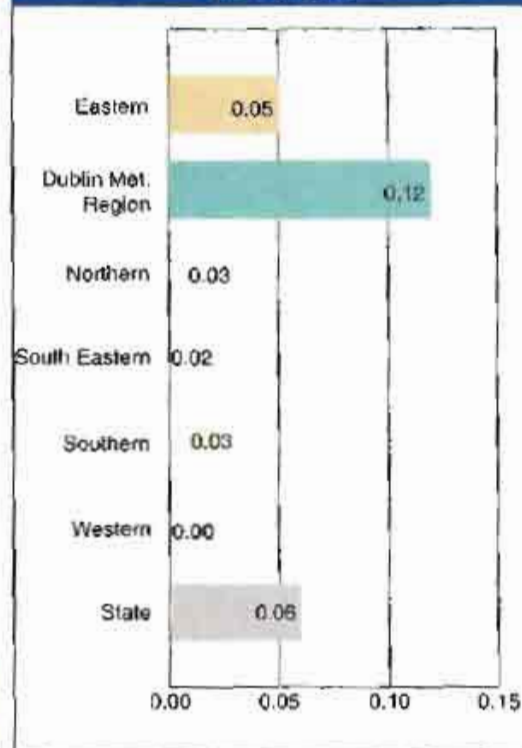 Eastern 0.05
Dublin Met.
Region 0.12
Northern 0.03
South Eastern 0.02
Southern 0.03
Western 0.00
State 0.06
0.00 0.05 0.10 0.15